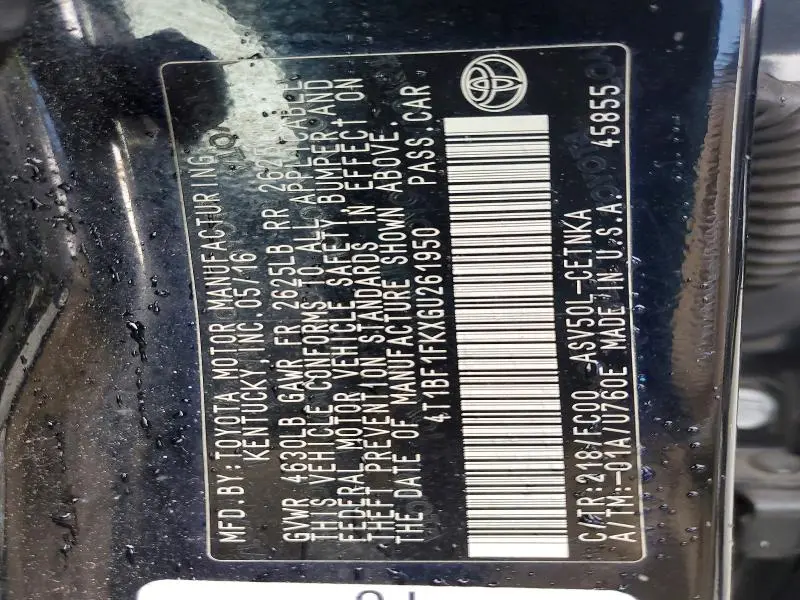 MFD.BY:TOYOTA MOTOR MANUFACTURING
KENTUCKY, INC.05/16
GVWR 4630LB GAWR FR 2625LB RR
THIS VEHICLE CONFORMS TO ALL APPLICABLE
FEDERAL MOTOR VEHICLE SAFETY BUMPER AND
THEFT PREVENTION STANDARDS IN EFFECT ON
THE DATE OF MANUFACTURE SHOWN ABOVE.
4T1BF1FKXGU261950 PASS.CAR
C/TR:218/FC00 ASV50L-CETNKA
A/TM:-01A/U760E MADE IN U.S.A. 45855